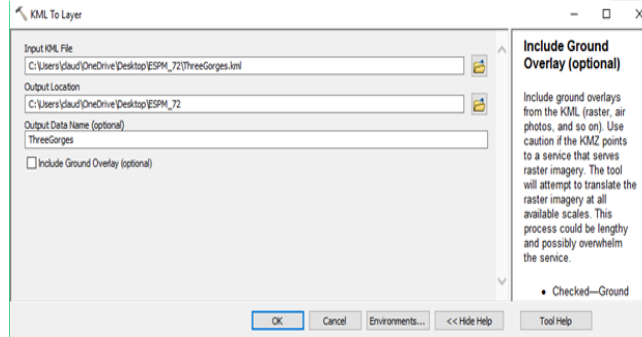 KML To Layer
Input KML File
C:\Users\claud\OneDrive\Desktop\ESPM_72\ThreeGorges.kml
Output Location
C:\Users\claud\OneDrive\Desktop\ESPM_72
Output Data Name (optional)
ThreeGorges
Include Ground Overlay (optional)
OK
Cancel
Environments...
<< Hide Help
Tool Help
Include Ground
Overlay (optional)
Include ground overlays
from the KML (raster, air
photos, and so on). Use
caution if the KMZ points
to a service that serves
raster imagery. The tool
will attempt to translate the
raster imagery at all
available scales. This
process could be lengthy
and possibly overwhelm
the service.
• Checked—Ground